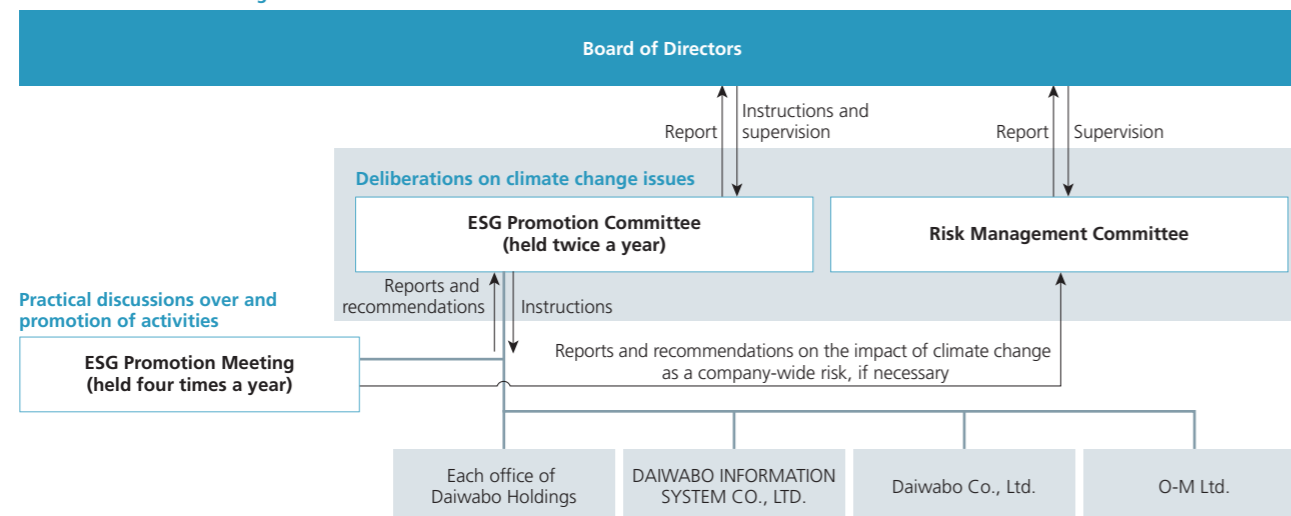 Board of Directors
Report
Instructions and
supervision
Report
Supervision
Deliberations on climate change issues
ESG Promotion Committee
(held twice a year)
Risk Management Committee
Reports and
recommendations
Instructions
Practical discussions over and
promotion of activities
ESG Promotion Meeting
(held four times a year)
Reports and recommendations on the impact of climate change
as a company-wide risk, if necessary
Each office of
Daiwabo Holdings
DAIWABO INFORMATION
SYSTEM CO., LTD.
Daiwabo Co., Ltd.
O-M Ltd.